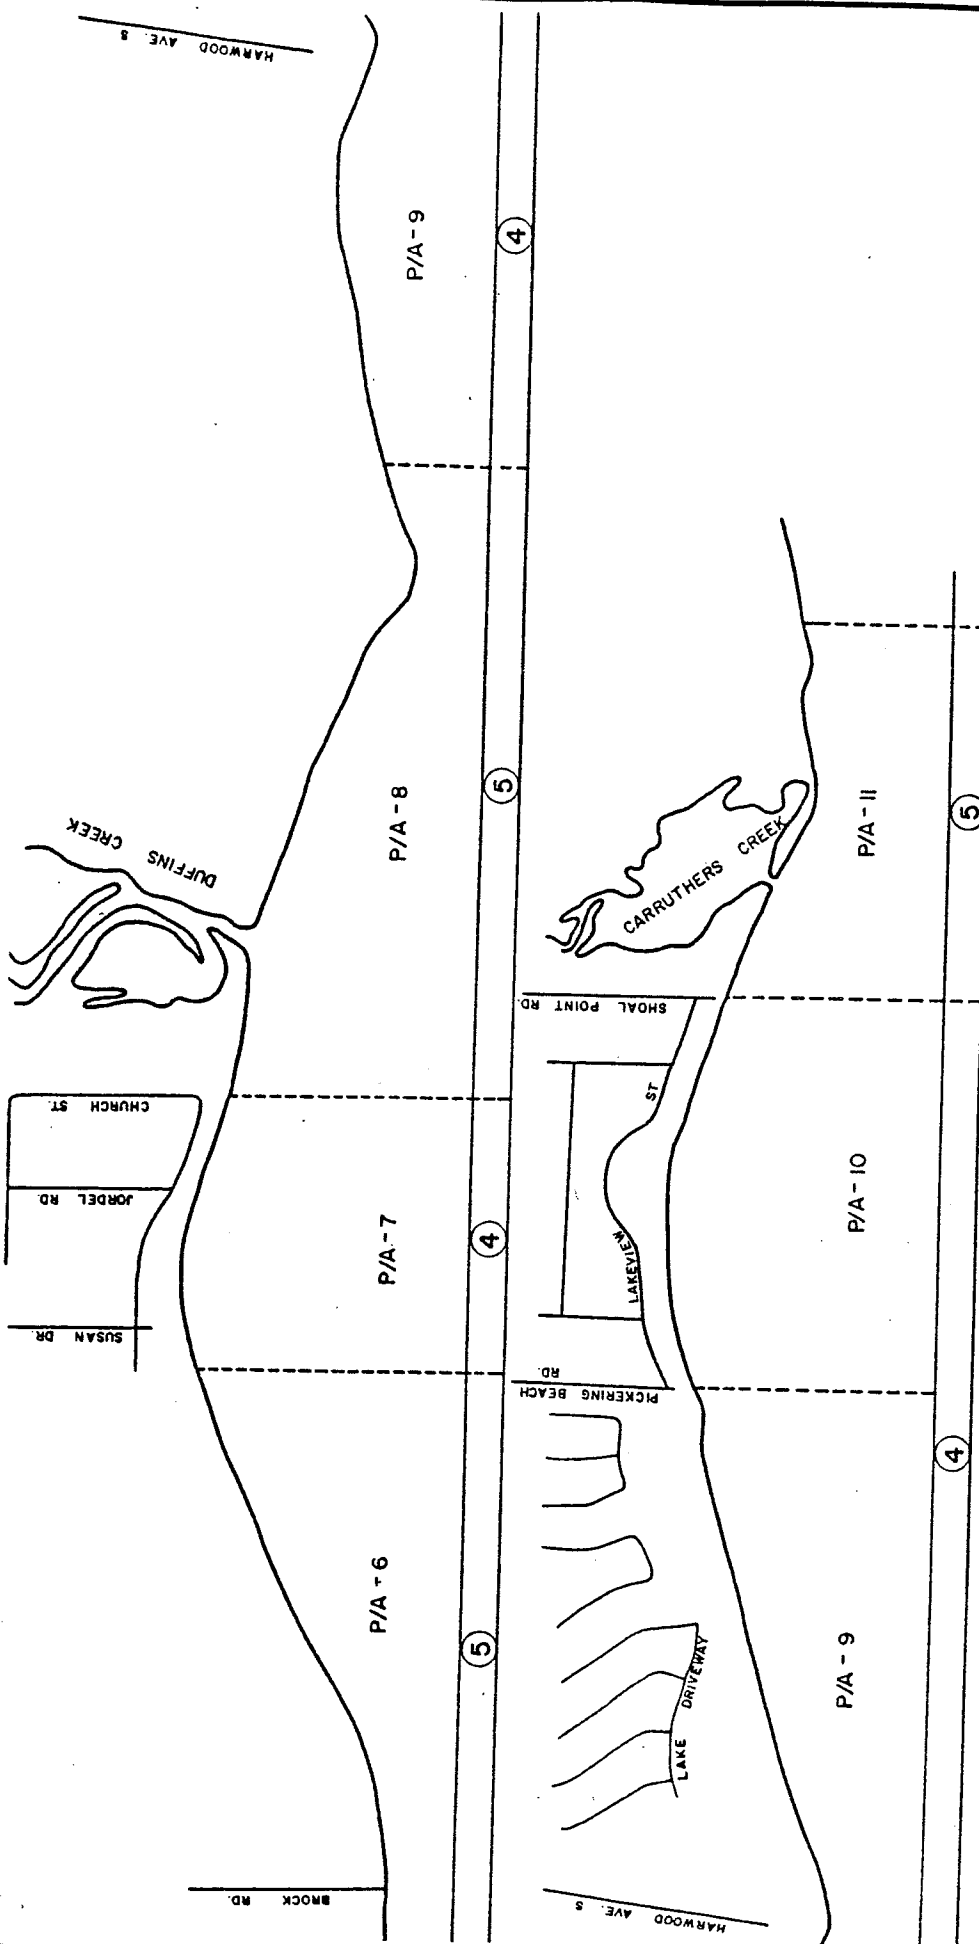 BROCK RD.
P/A-6
5
SUSAN DR.
JORDEL RD.
CHURCH ST.
P/A-7
4
DUFFINS CREEK
P/A-8
5
P/A-9
4
HARWOOD AVE. S
HARWOOD AVE. S
LAKE DRIVEWAY
P/A-9
4
PICKERING BEACH RD.
LAKEVIEW ST
P/A-10
SHOAL POINT RD.
CARRUTHERS CREEK
P/A-11
5